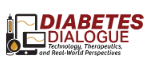 DIABETES
DIALOGUE
Technology, Therapeutics,
and Real-World Perspectives